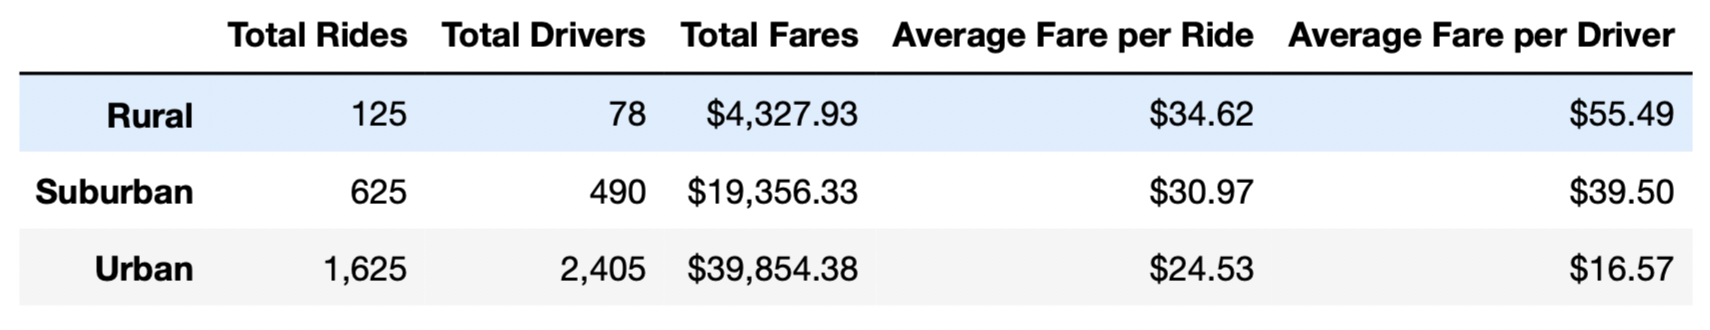 Total Rides Total Drivers Total Fares Average Fare per Ride Average Fare per Driver
Rural 125 78 $4,327.93 $34.62 $55.49
Suburban 625 490 $19,356.33 $30.97 $39.50
Urban 1,625 2,405 $39,854.38 $24.53 $16.57